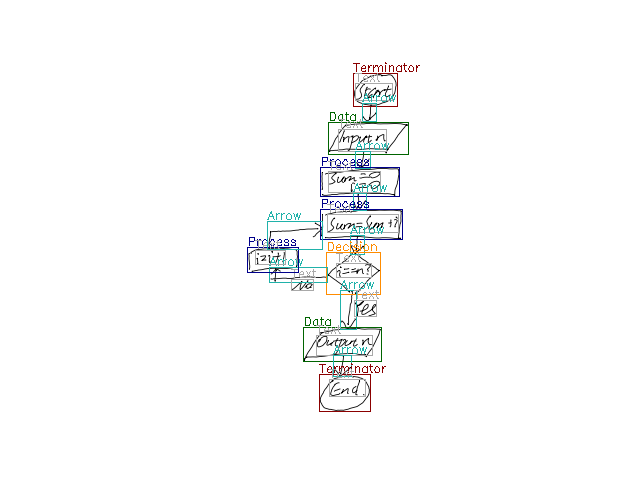 Terminator
Text
Start
Arrow
Data
Text
Input n
Arrow
Process
Text
Sum=0
i=0
Arrow
Process
Text
Sum=Sum+i
Arrow
Arrow
Process
Text
i=i+1
Decision
Text
i==n?
Arrow
Text
No
Arrow
Text
Yes
Data
Text
Output n
Arrow
Terminator
Text
End